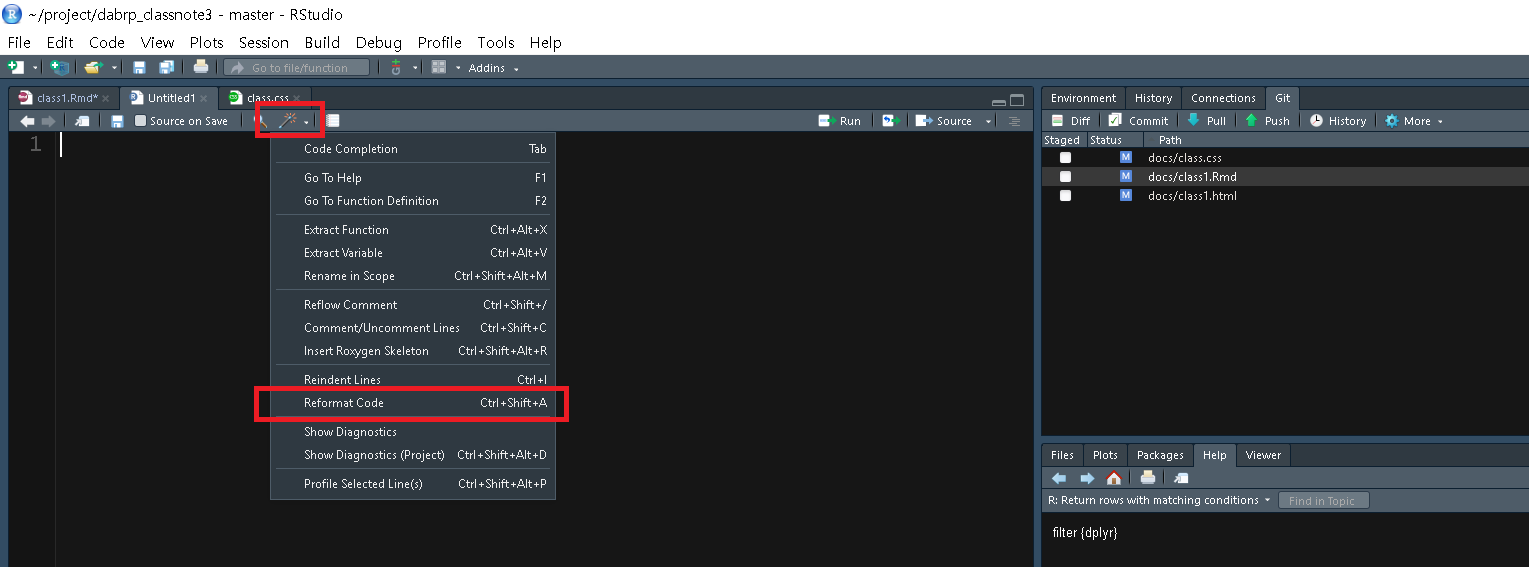 ~/project/dabrp_classnote3 - master - RStudio
File Edit Code View Plots Session Build Debug Profile Tools Help
Go to file/function Addins
class1.Rmd* Untitled1 class.css
Source on Save Run Source
1
Code Completion Tab
Go To Help F1
Go To Function Definition F2
Extract Function Ctrl+Alt+X
Extract Variable Ctrl+Alt+V
Rename in Scope Ctrl+Shift+Alt+M
Reflow Comment Ctrl+Shift+/
Comment/Uncomment Lines Ctrl+Shift+C
Insert Roxygen Skeleton Ctrl+Shift+Alt+R
Reindent Lines Ctrl+I
Reformat Code Ctrl+Shift+A
Show Diagnostics
Show Diagnostics (Project) Ctrl+Shift+Alt+D
Profile Selected Line(s) Ctrl+Shift+Alt+P
Environment History Connections Git
Diff Commit Pull Push History More
Staged Status Path
M docs/class.css
M docs/class1.Rmd
M docs/class1.html
Files Plots Packages Help Viewer
R: Return rows with matching conditions Find in Topic
filter {dplyr}